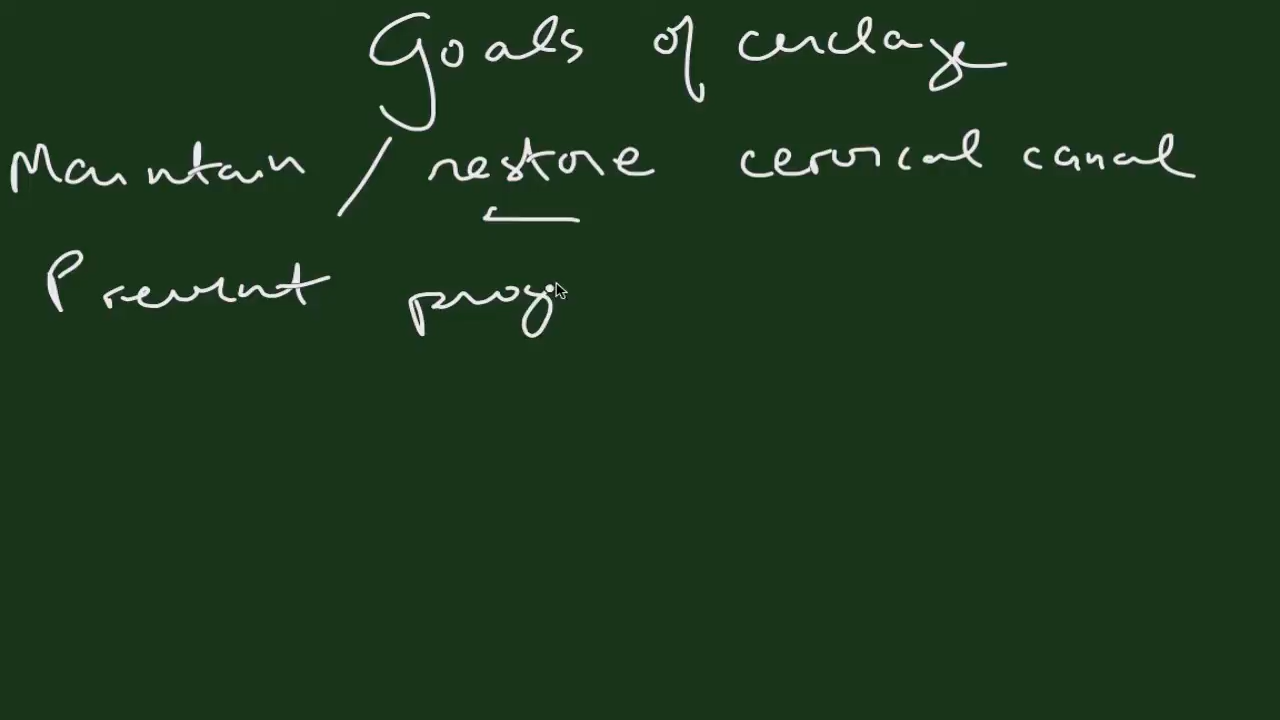 Goals of cerclage
Maintain / restore cervical canal
Prevent prog